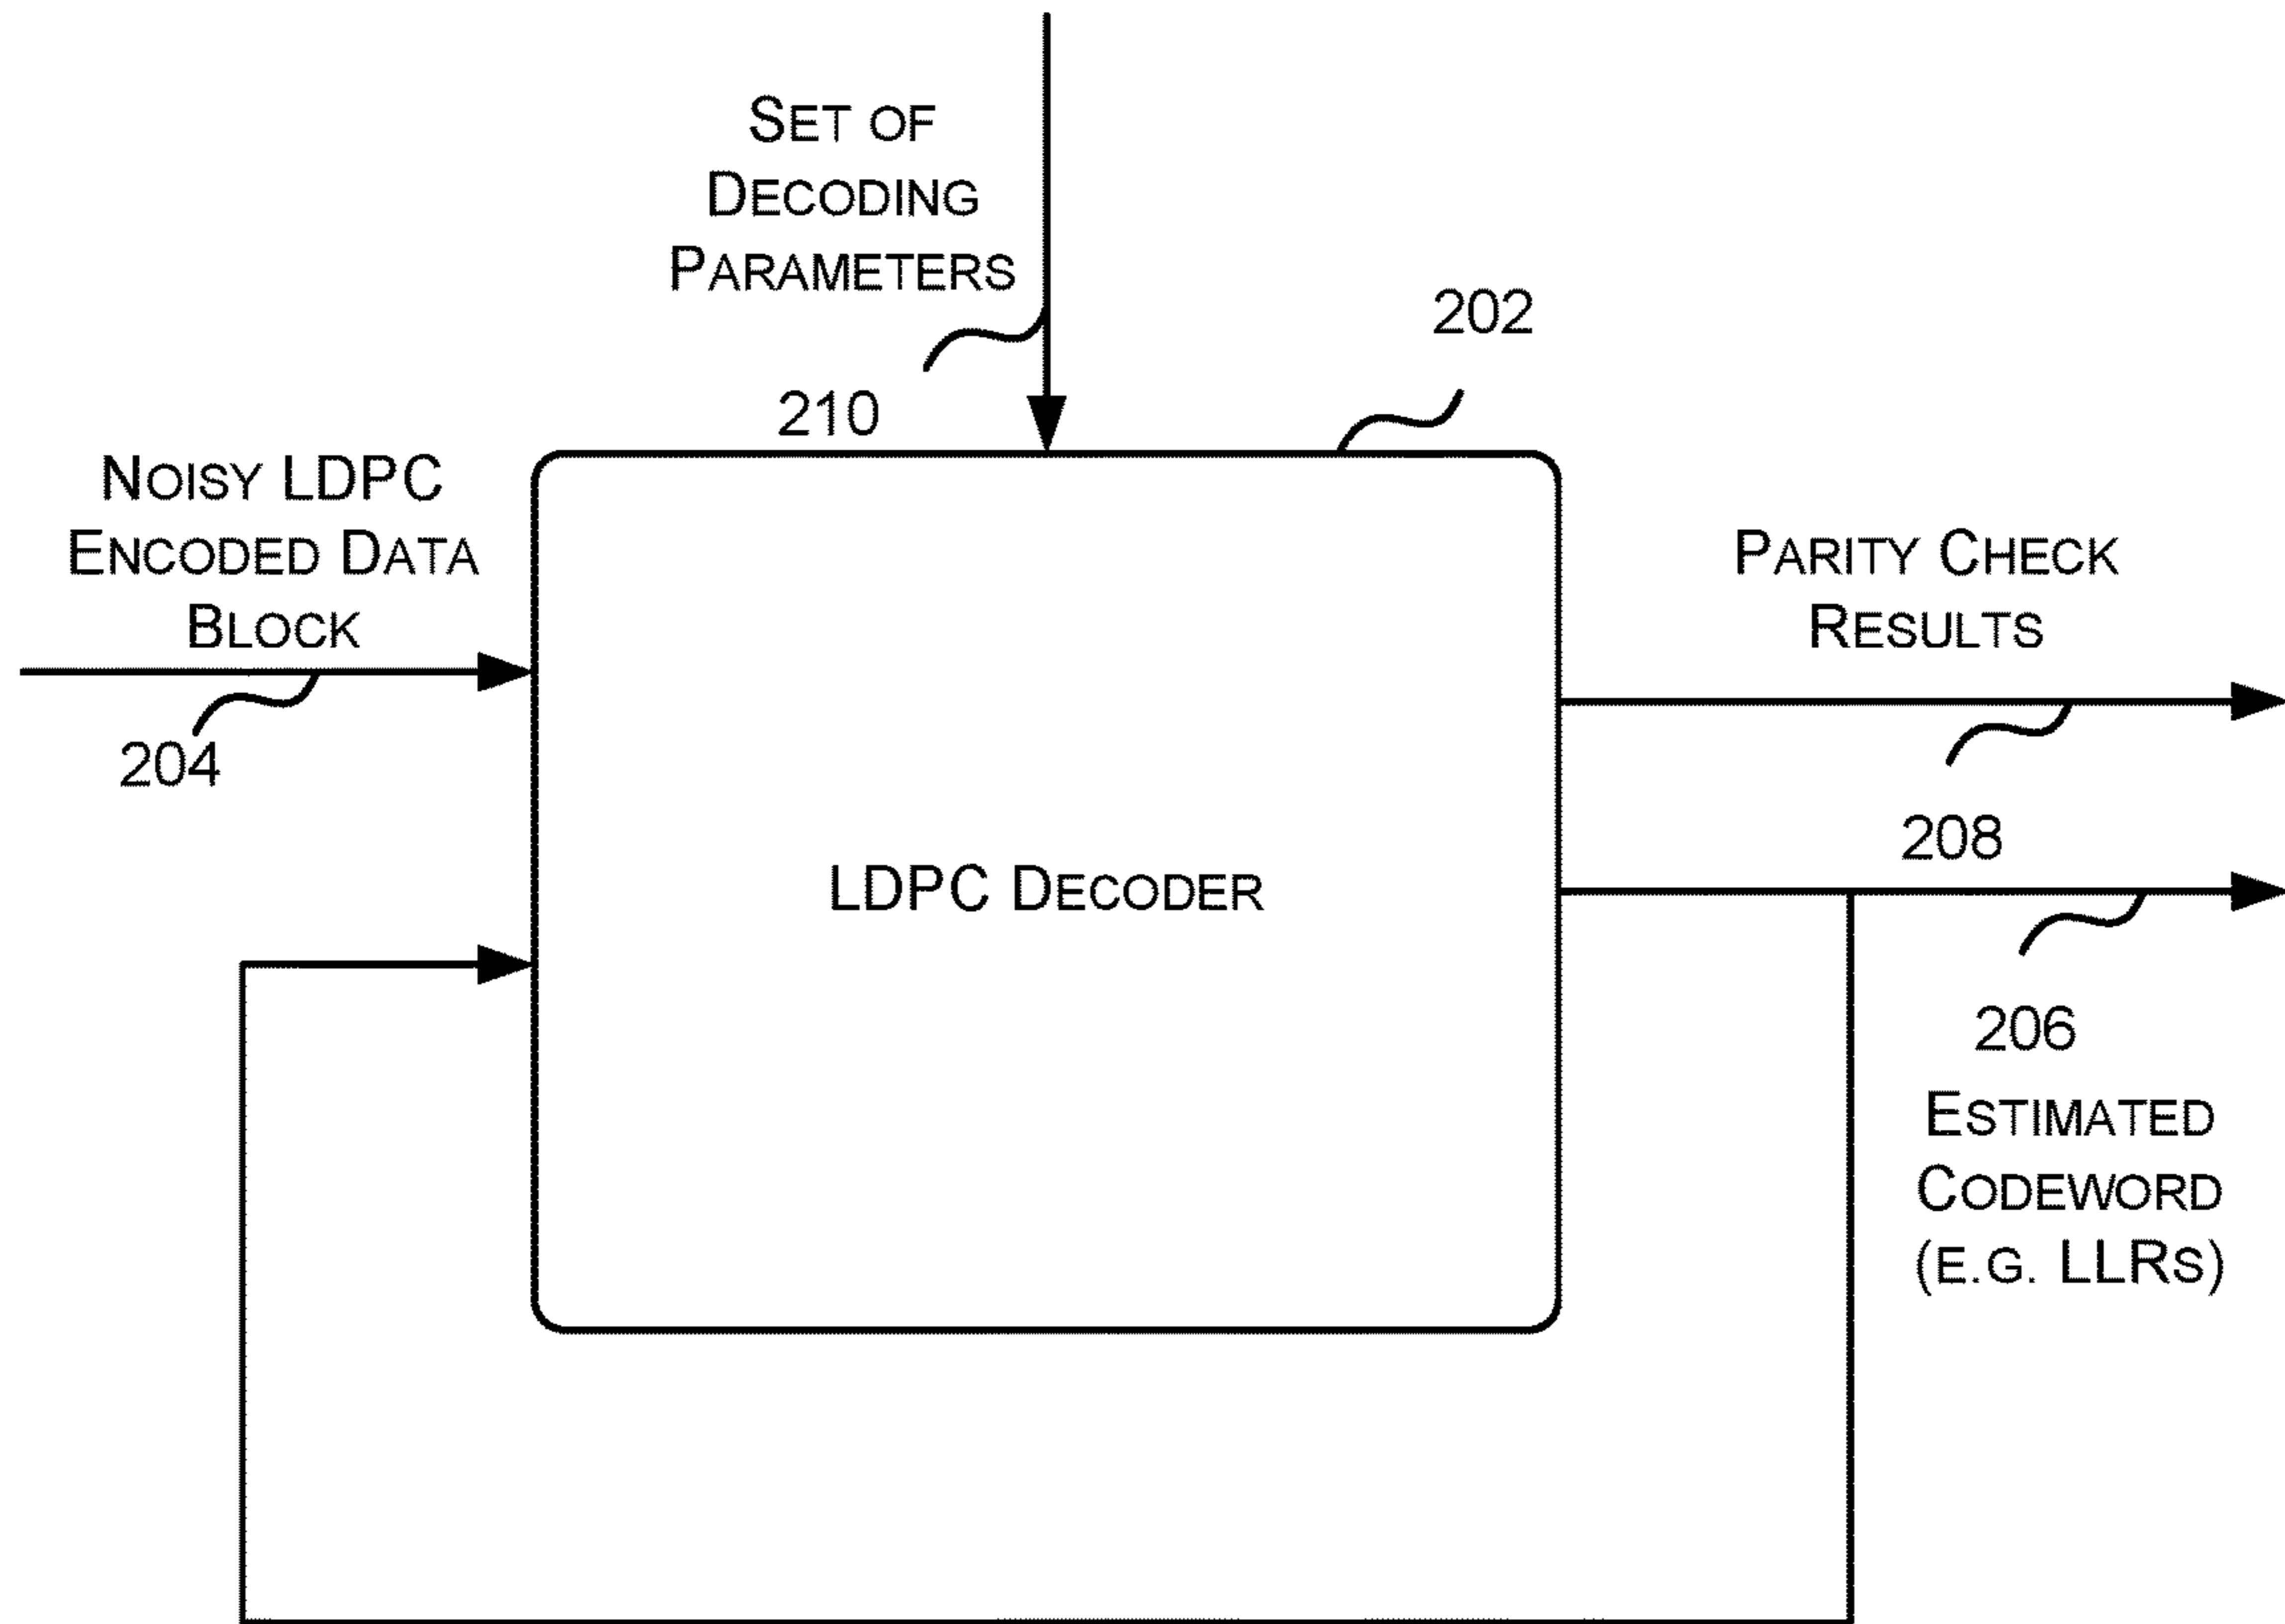 SET OF
DECODING
PARAMETERS
202
210
NOISY LDPC
ENCODED DATA
BLOCK
204
PARITY CHECK
RESULTS
208
LDPC DECODER
206
ESTIMATED
CODEWORD
(E.G. LLRS)